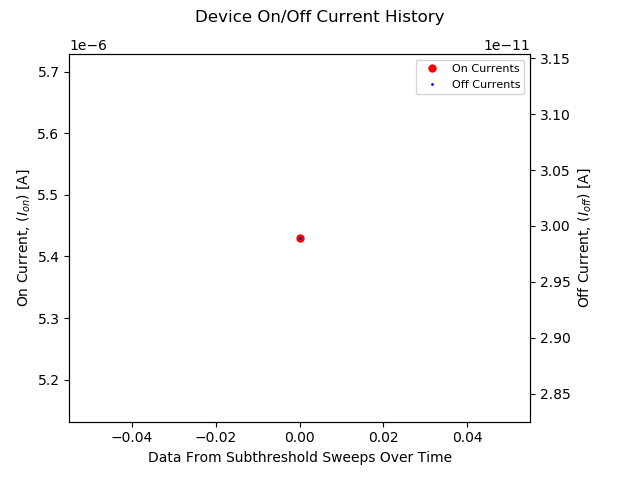 Device On/Off Current History
1e−6
1e−11
On Currents
Off Currents
5.7
5.6
5.5
5.4
5.3
5.2
On Current, (I_on) [A]
3.15
3.10
3.05
3.00
2.95
2.90
2.85
Off Current, (I_off) [A]
−0.04
−0.02
0.00
0.02
0.04
Data From Subthreshold Sweeps Over Time